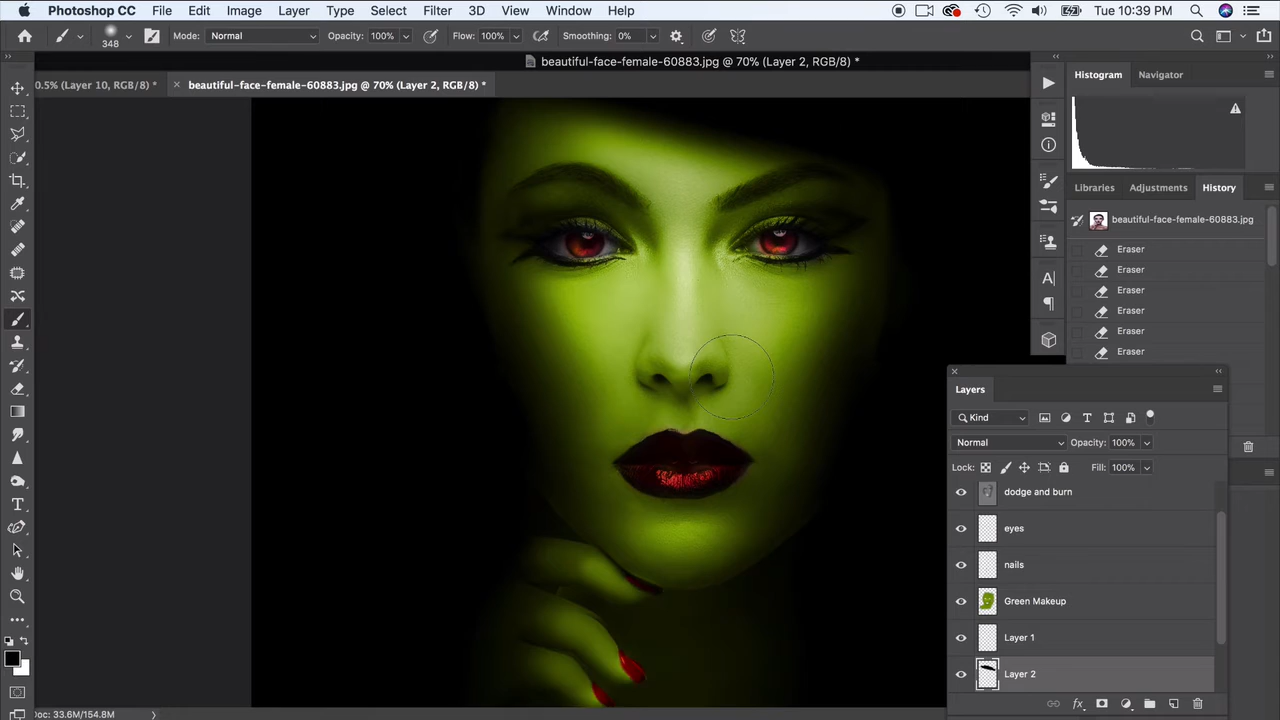 Photoshop CC File Edit Image Layer Type Select Filter 3D View Window Help Tue 10:39 PM
348 Mode: Normal Opacity: 100% Flow: 100% Smoothing: 0%
beautiful-face-female-60883.jpg @ 70% (Layer 2, RGB/8) *
0.5% (Layer 10, RGB/8) * × beautiful-face-female-60883.jpg @ 70% (Layer 2, RGB/8) *
Histogram Navigator
Libraries Adjustments History
beautiful-face-female-60883.jpg
Eraser
Eraser
Eraser
Eraser
Eraser
Eraser
Layers
Kind
Normal Opacity: 100%
Lock: Fill: 100%
dodge and burn
eyes
nails
Green Makeup
Layer 1
Layer 2
Doc: 33.6M/154.8M